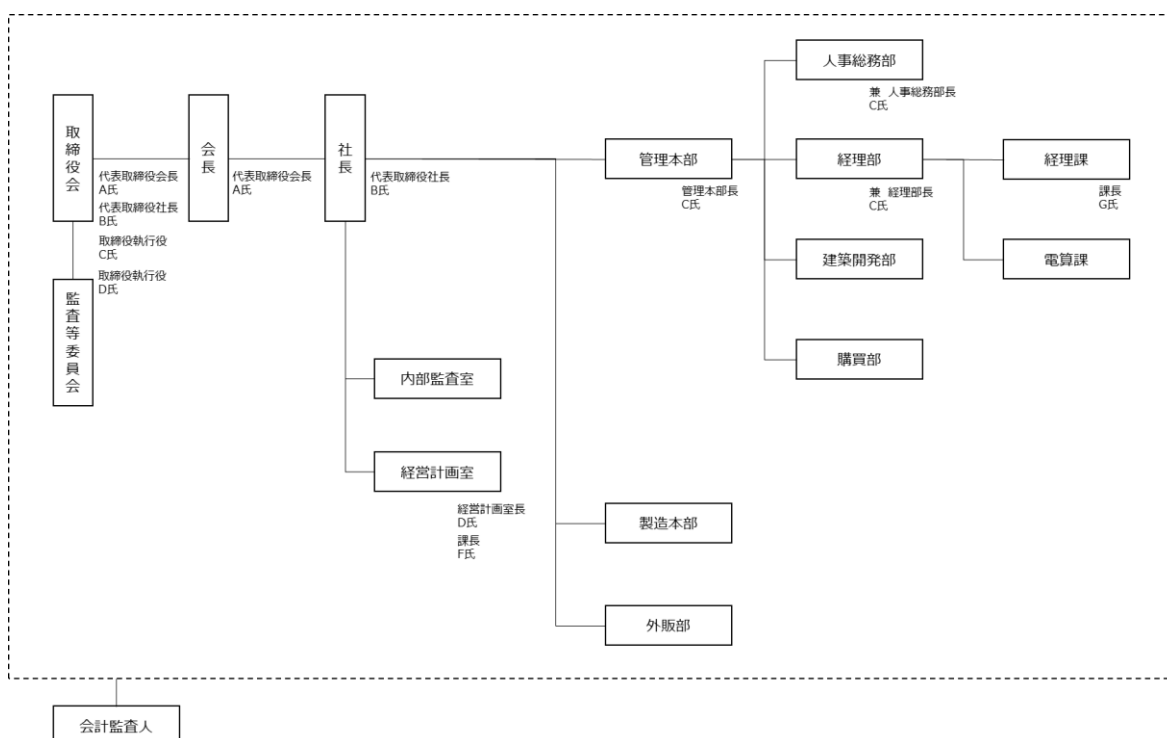 取締役会
代表取締役会長
A氏
代表取締役社長
B氏
取締役執行役
C氏
取締役執行役
D氏
監査等委員会
会長
代表取締役会長
A氏
社長
代表取締役社長
B氏
内部監査室
経営計画室
経営計画室長
D氏
課長
F氏
管理本部
管理本部長
C氏
人事総務部
兼 人事総務部長
C氏
経理部
兼 経理部長
C氏
経理課
課長
G氏
電算課
建築開発部
購買部
製造本部
外販部
会計監査人